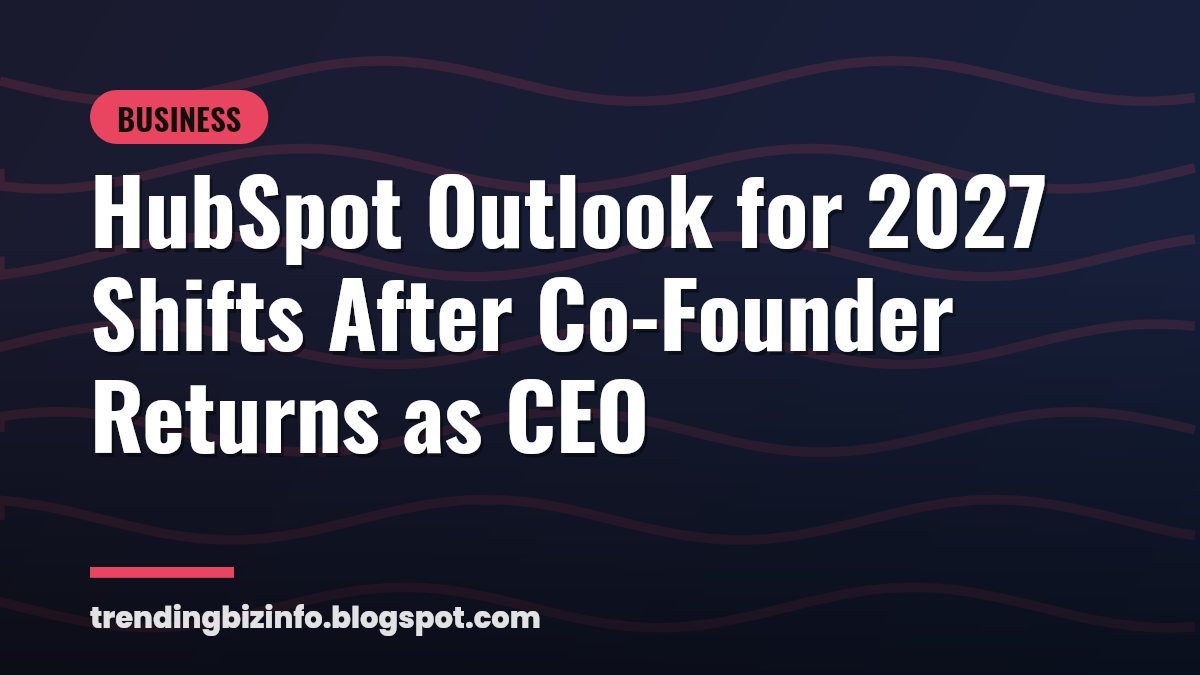 BUSINESS
HubSpot Outlook for 2027
Shifts After Co-Founder
Returns as CEO
trendingbizinfo.blogspot.com